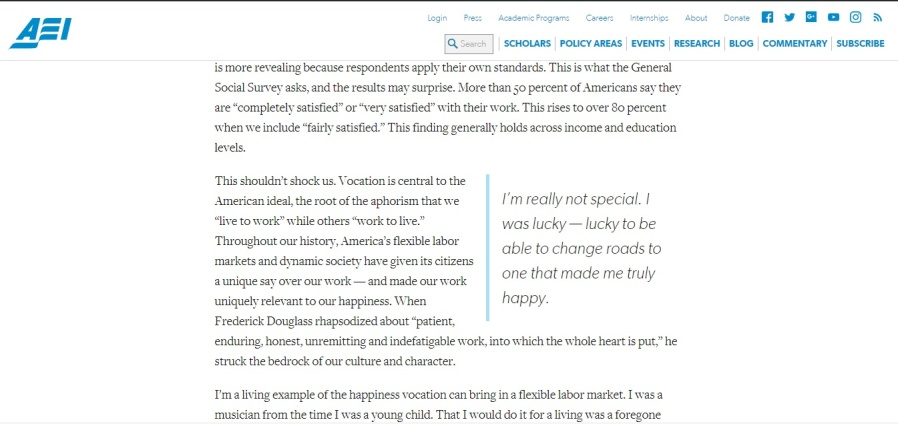 AEI
Login Press Academic Programs Careers Internships About Donate
Search SCHOLARS POLICY AREAS EVENTS RESEARCH BLOG COMMENTARY SUBSCRIBE
is more revealing because respondents apply their own standards. This is what the General
Social Survey asks, and the results may surprise. More than 50 percent of Americans say they
are “completely satisfied” or “very satisfied” with their work. This rises to over 80 percent
when we include “fairly satisfied.” This finding generally holds across income and education
levels.
This shouldn’t shock us. Vocation is central to the
American ideal, the root of the aphorism that we
“live to work” while others “work to live.”
Throughout our history, America’s flexible labor
markets and dynamic society have given its citizens
a unique say over our work — and made our work
uniquely relevant to our happiness. When
Frederick Douglass rhapsodized about “patient,
enduring, honest, unremitting and indefatigable work, into which the whole heart is put,” he
struck the bedrock of our culture and character.
I’m really not special. I
was lucky — lucky to be
able to change roads to
one that made me truly
happy.
I’m a living example of the happiness vocation can bring in a flexible labor market. I was a
musician from the time I was a young child. That I would do it for a living was a foregone